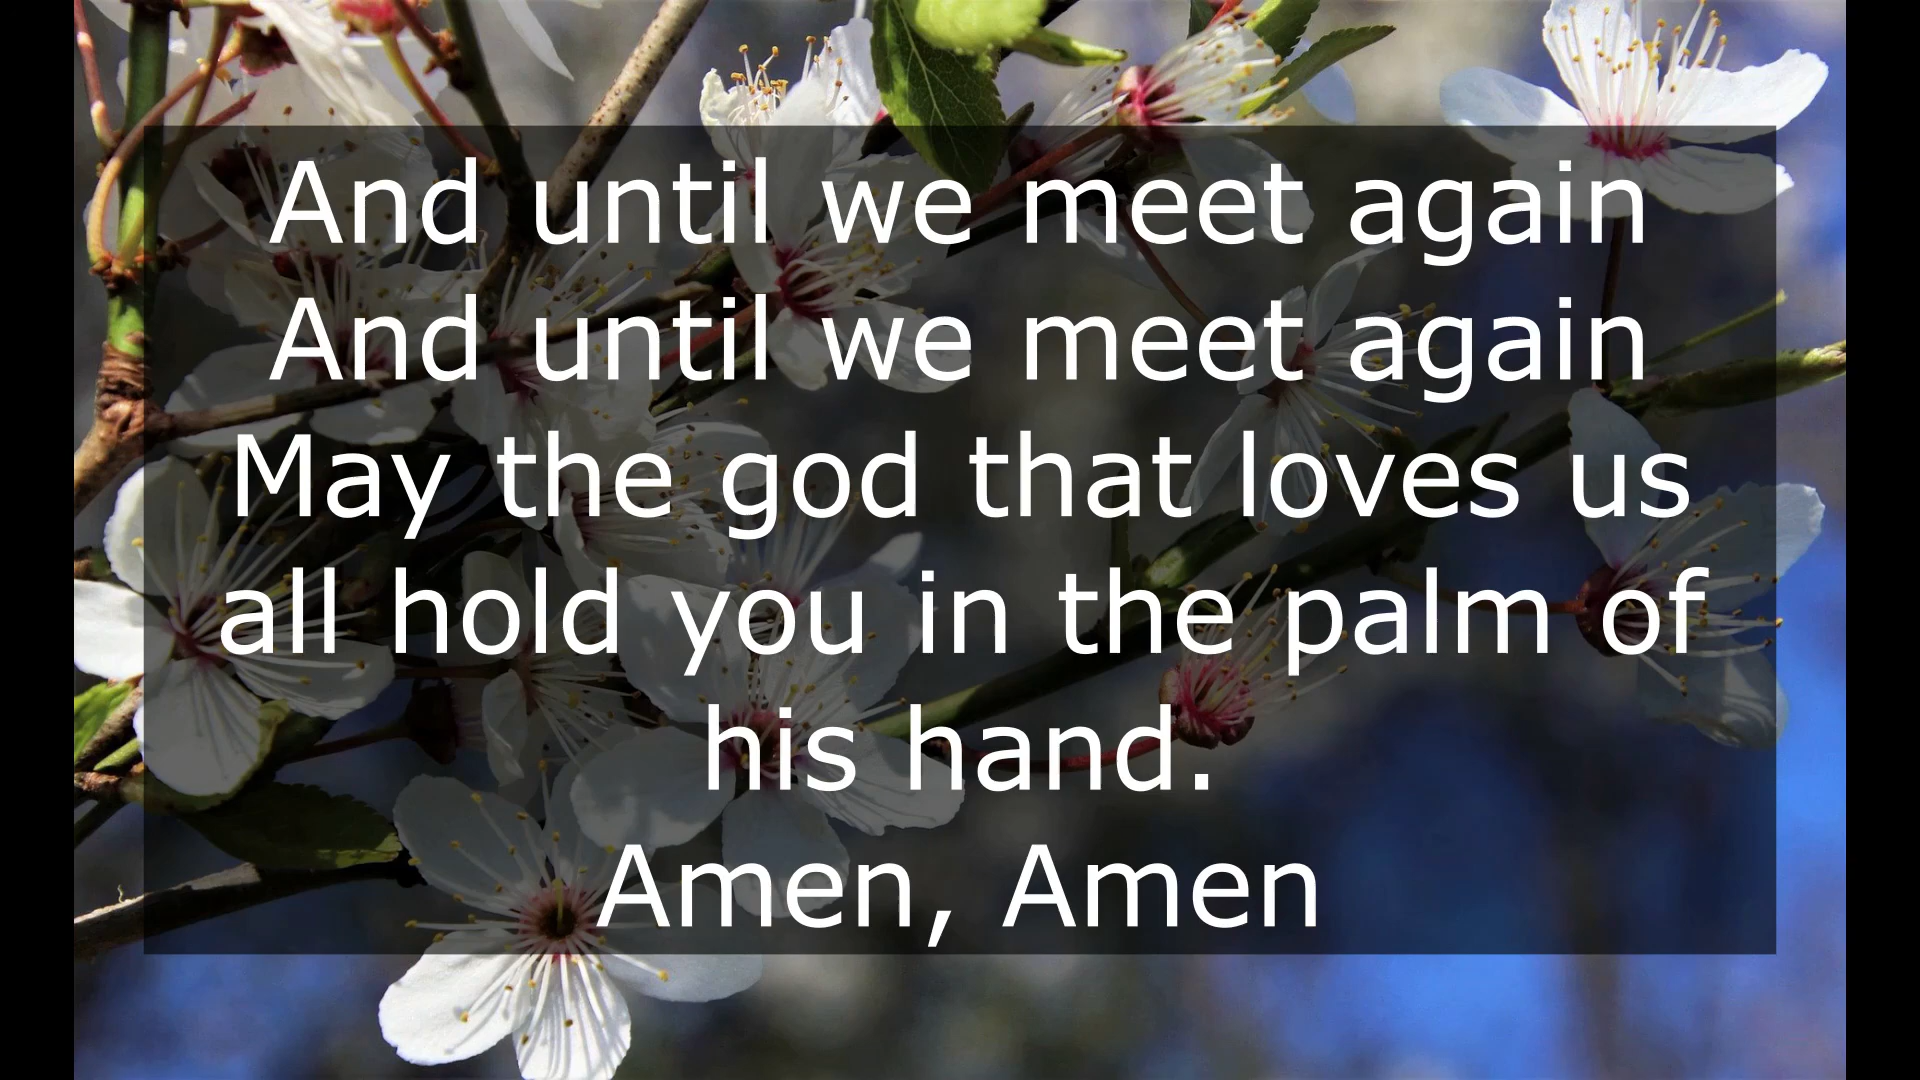 And until we meet again
And until we meet again
May the god that loves us
all hold you in the palm of
his hand.
Amen, Amen